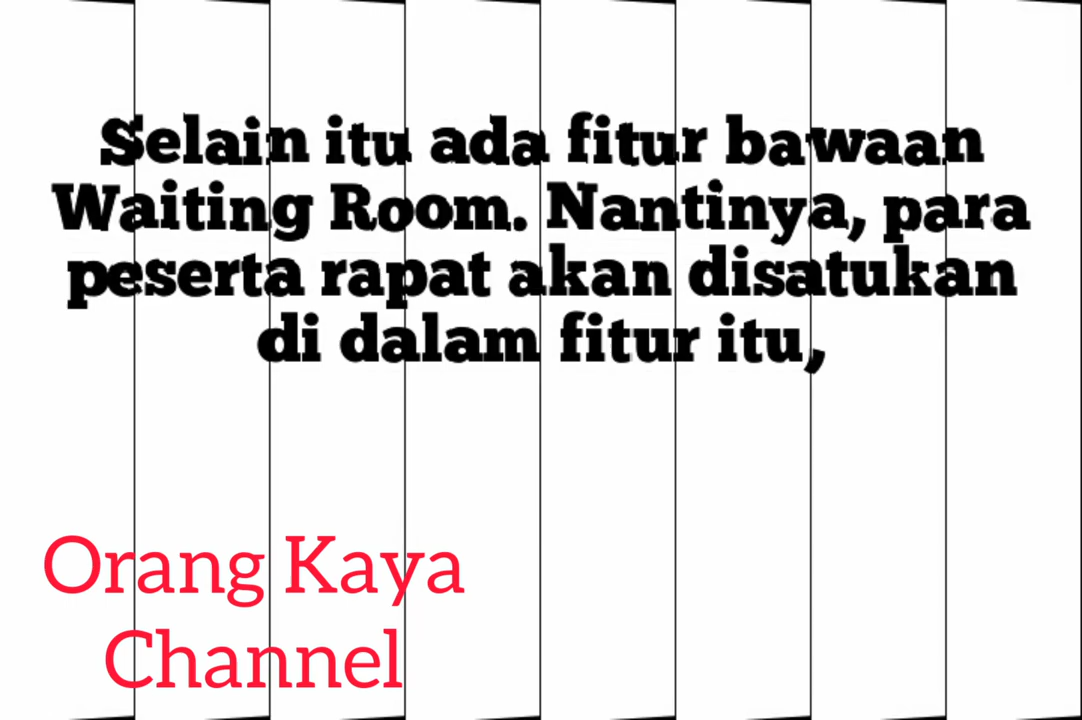 Selain itu ada fitur bawaan
Waiting Room. Nantinya, para
peserta rapat akan disatukan
di dalam fitur itu,
Orang Kaya
Channel